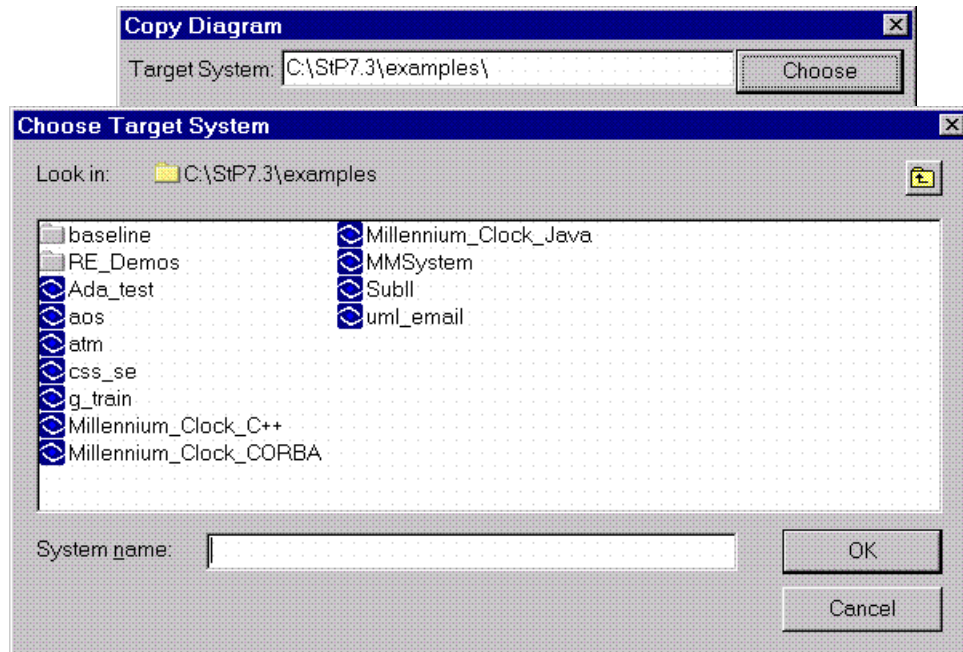 Copy Diagram
Target System: C:\StP7.3\examples\ Choose
Choose Target System
Look in: C:\StP7.3\examples
baseline
RE_Demos
Ada_test
aos
atm
css_se
g_train
Millennium_Clock_C++
Millennium_Clock_CORBA
Millennium_Clock_Java
MMSystem
SubII
uml_email
System name: OK
Cancel